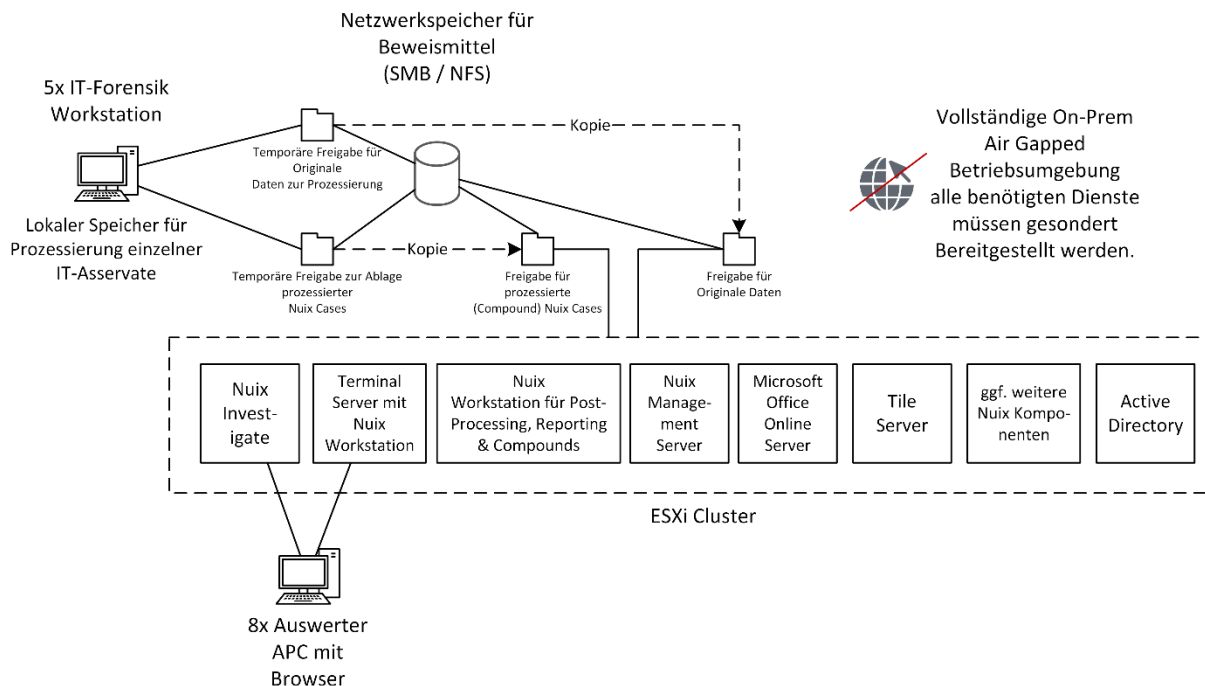 Netzwerkspeicher für
Beweismittel
(SMB / NFS)
5x IT-Forensik
Workstation
Lokaler Speicher für
Prozessierung einzelner
IT-Asservate
Temporäre Freigabe für
Originale
Daten zur Prozessierung
Kopie
Temporäre Freigabe zur Ablage
prozessierter
Nuix Cases
Kopie
Freigabe für
prozessierte
(Compound) Nuix Cases
Freigabe für
Originale Daten
Vollständige On-Prem
Air Gapped
Betriebsumgebung
alle benötigten Dienste
müssen gesondert
Bereitgestellt werden.
Nuix
Invest-
igate
Terminal
Server mit
Nuix
Workstation
Nuix
Workstation für Post-
Processing, Reporting
& Compounds
Nuix
Manage-
ment
Server
Microsoft
Office
Online
Server
Tile
Server
ggf. weitere
Nuix Kompo-
nenten
Active
Directory
ESXi Cluster
8x Auswerter
APC mit
Browser